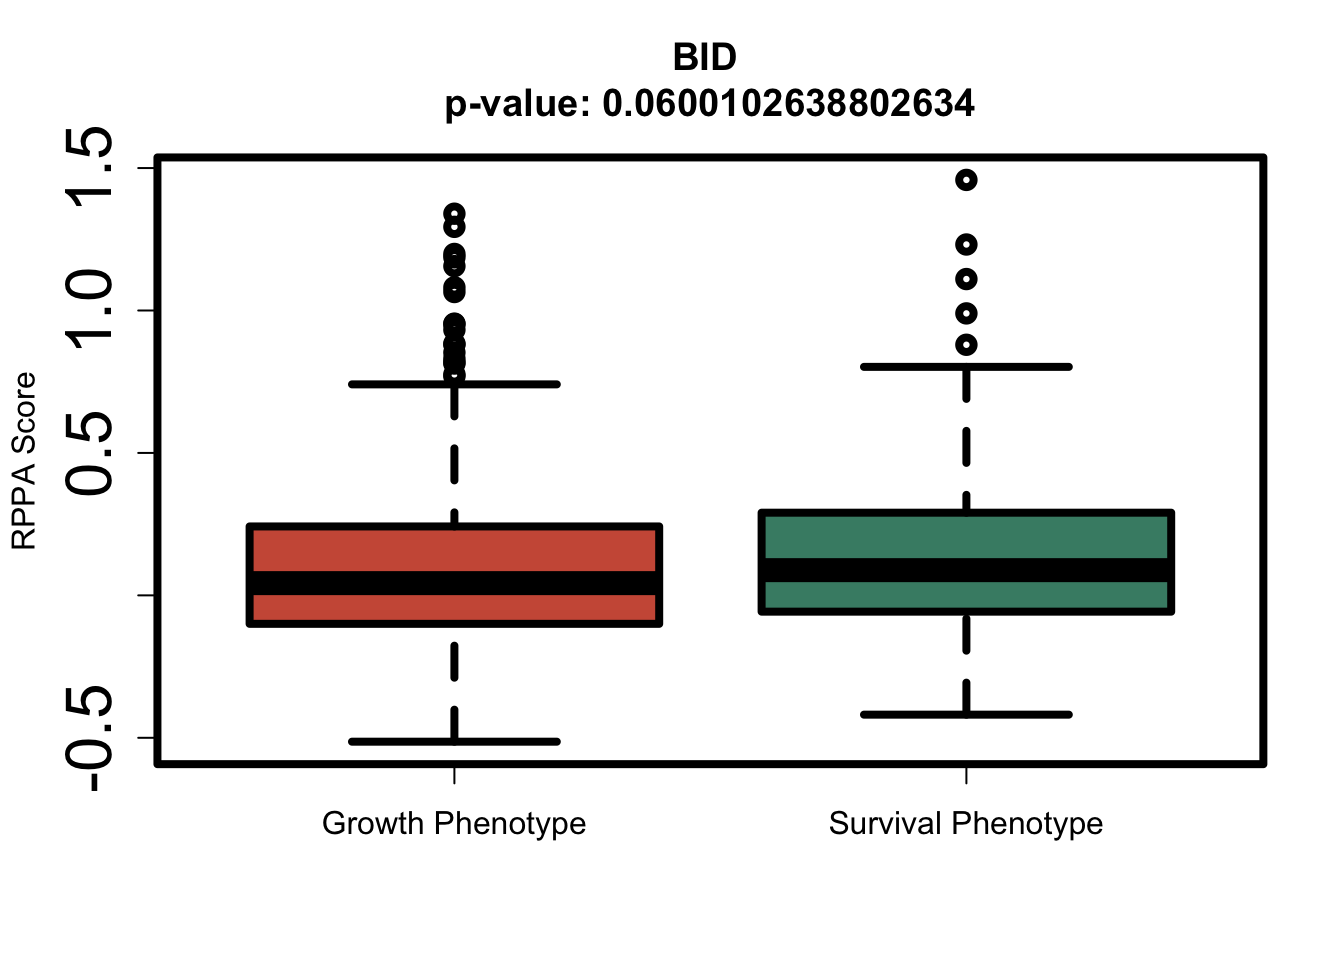 BID
p-value: 0.0600102638802634
1.5
1.0
0.5
-0.5
RPPA Score
Growth Phenotype
Survival Phenotype